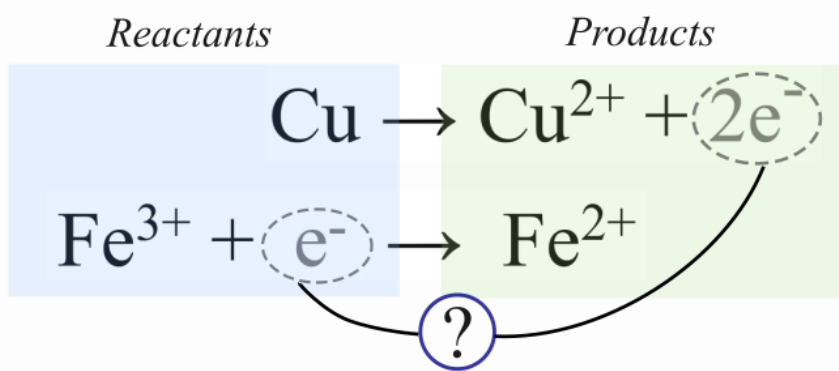 Reactants Products
Cu → Cu²⁺ + 2e⁻
Fe³⁺ + e⁻ → Fe²⁺
?